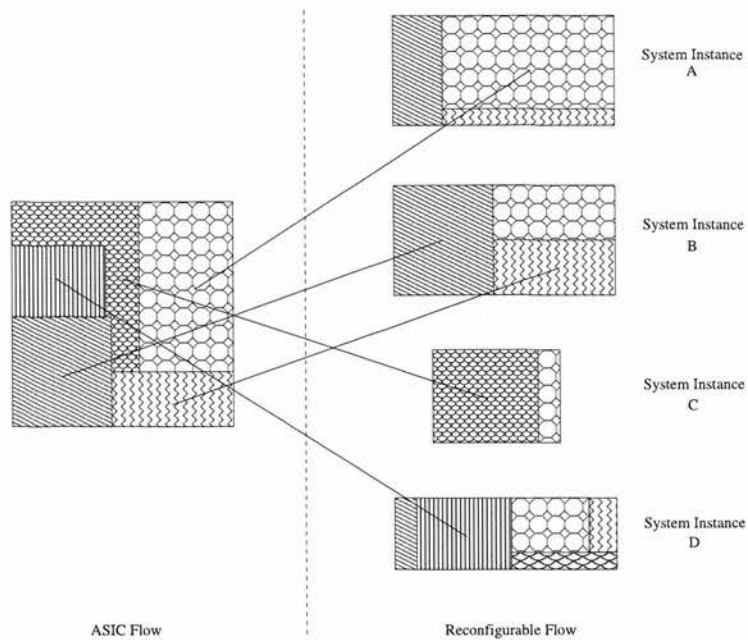 System Instance
A
System Instance
B
System Instance
C
System Instance
D
ASIC Flow
Reconfigurable Flow